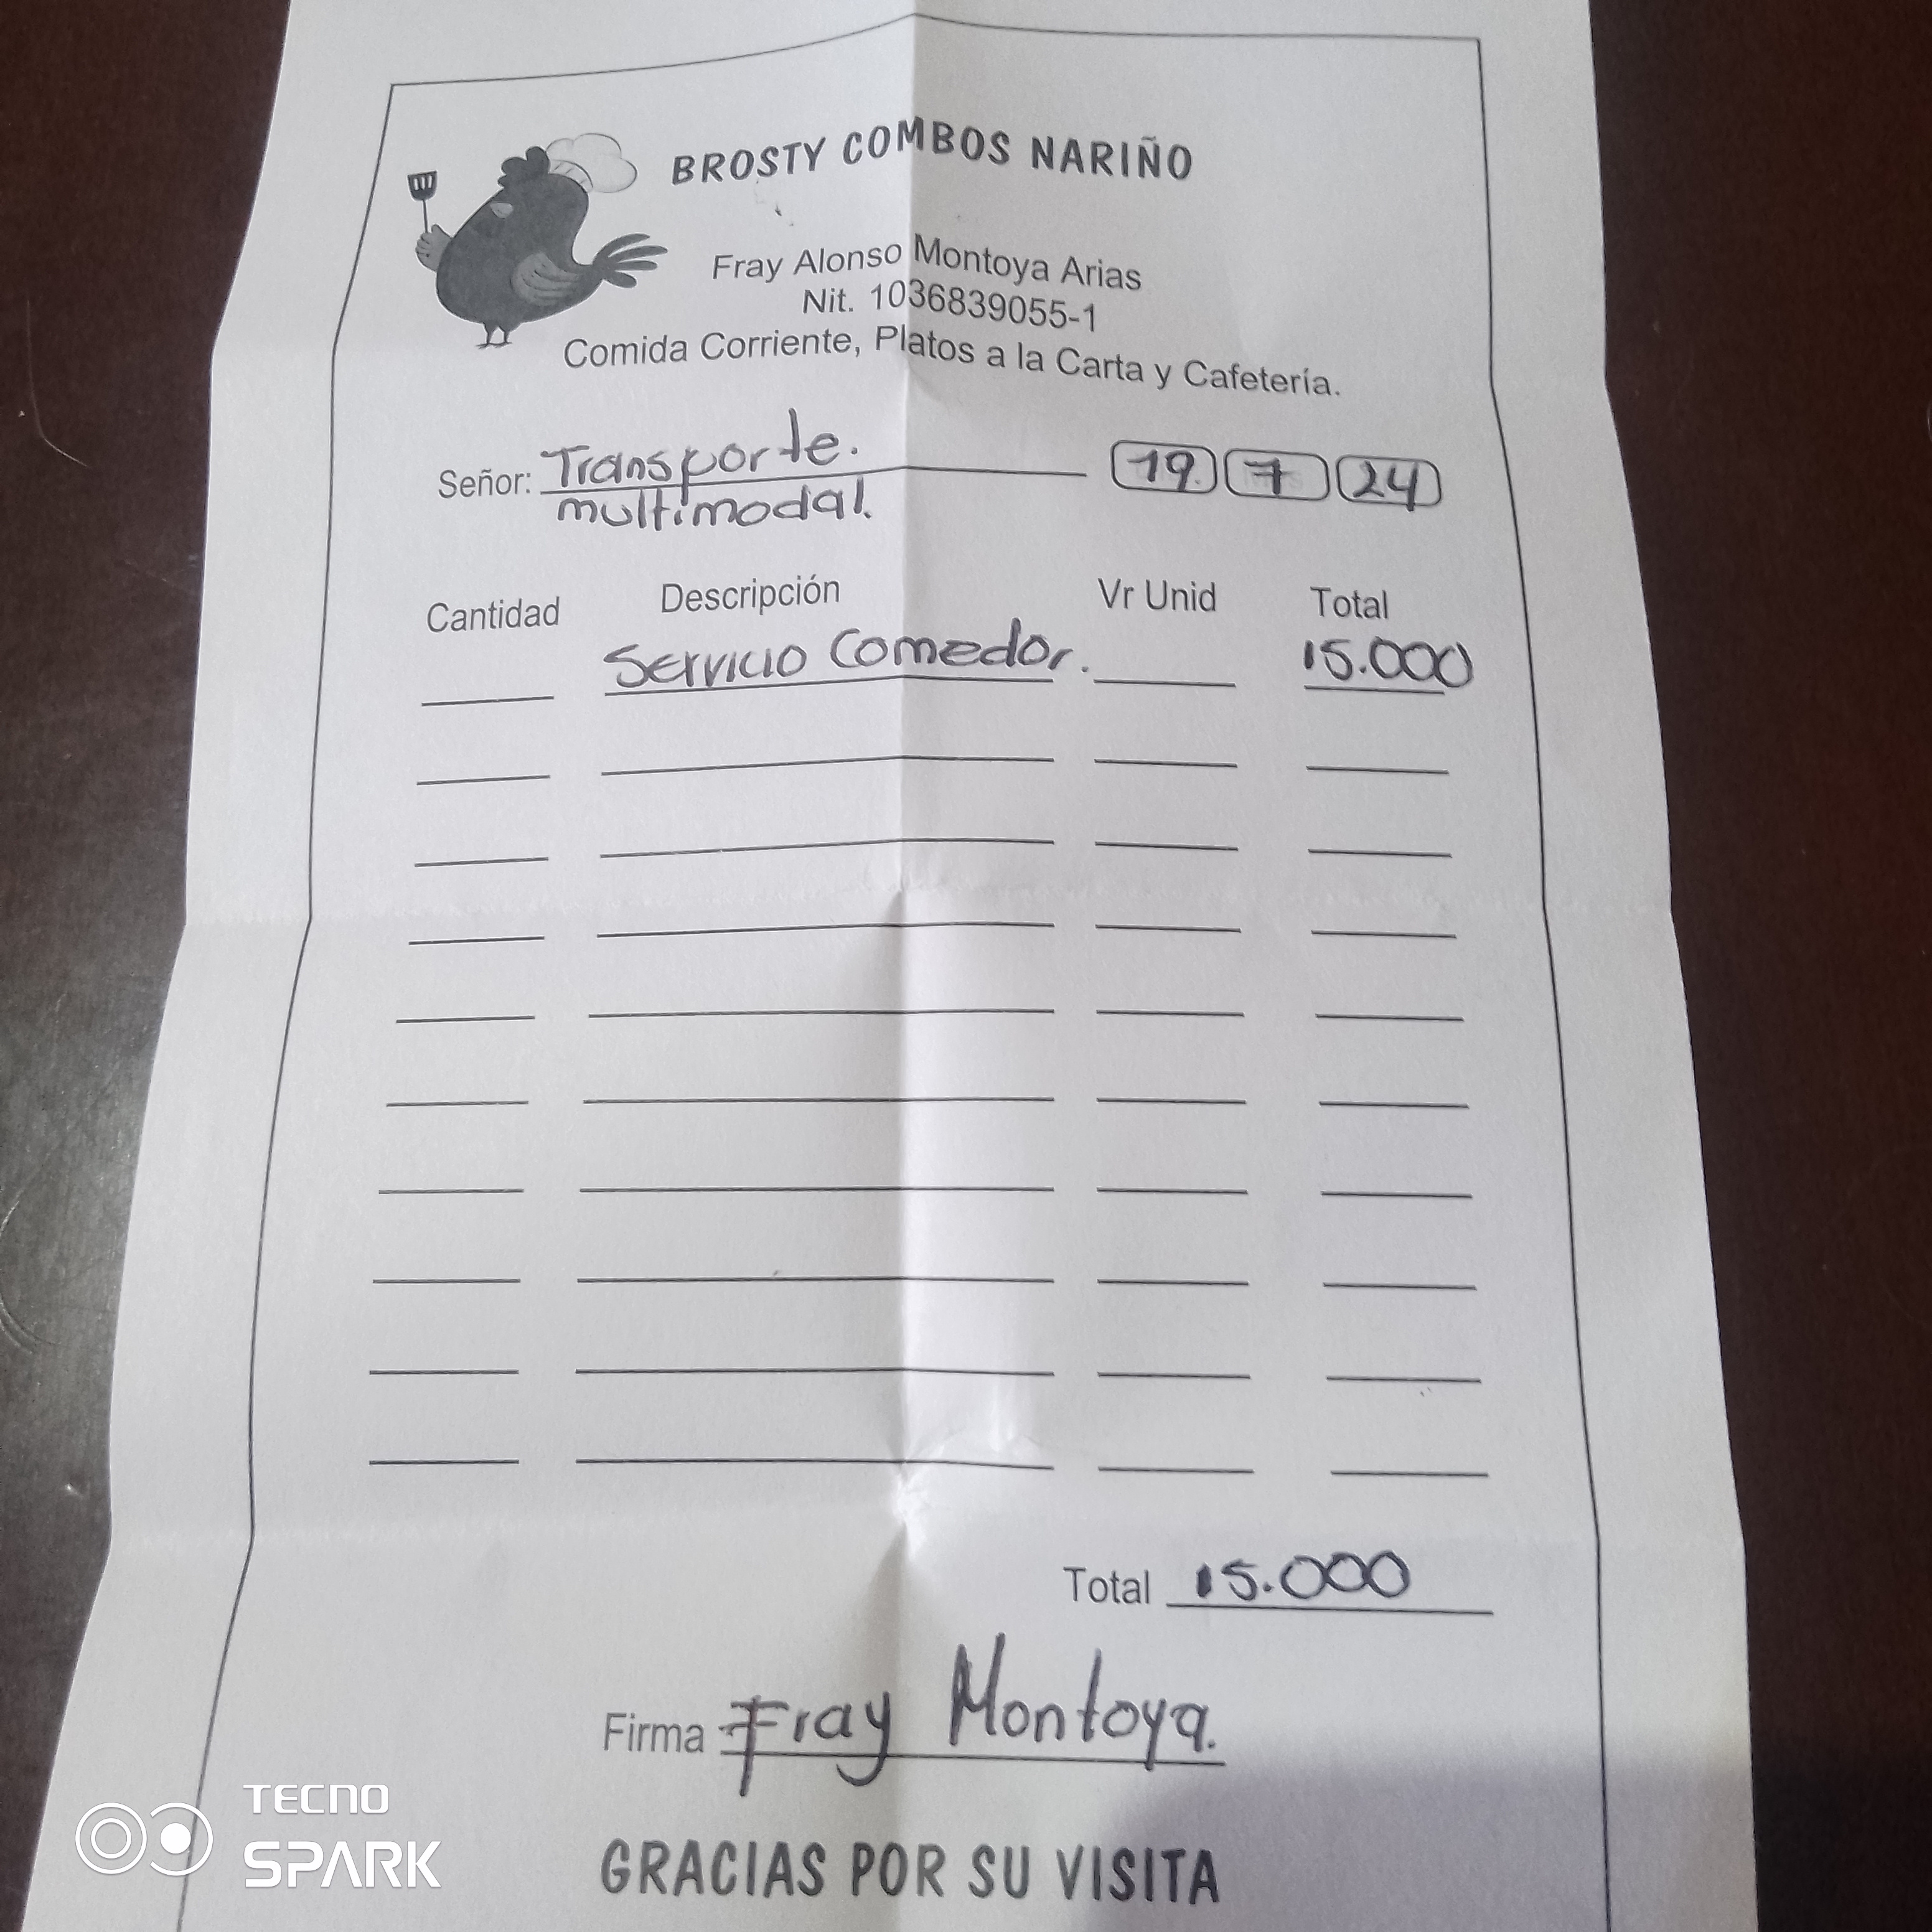 BROSTY COMBOS NARIÑO
Fray Alonso Montoya Arias
Nit. 1036839055-1
Comida Corriente, Platos a la Carta y Cafetería.
Señor: Transporte. 19 7 24
multimodal.
Cantidad Descripción Vr Unid Total
Servicio Comedor. 15.000
Total 15.000
Firma Fray Montoya.
GRACIAS POR SU VISITA
TECNO
SPARK